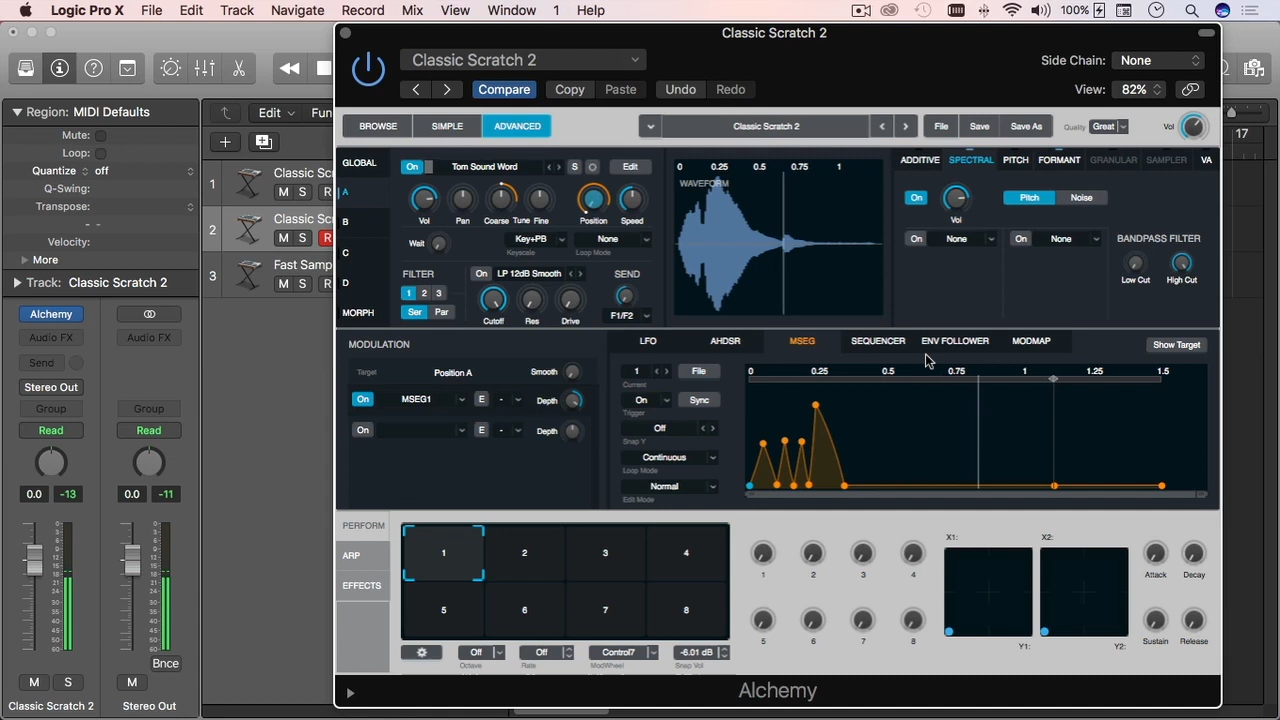 Logic Pro X File Edit Track Navigate Record Mix View Window 1 Help 100%
Classic Scratch 2
Classic Scratch 2 Side Chain: None
Compare Copy Paste Undo Redo View: 82%
BROWSE SIMPLE ADVANCED Classic Scratch 2 File Save Save As Quality Great Vol
Region: MIDI Defaults
Mute:
Loop:
Quantize off
Q-Swing:
Transpose:
- -
Velocity:
More
Track: Classic Scratch 2
Alchemy
Audio FX Audio FX
Send
Stereo Out
Group Group
Read Read
0.0 -13 0.0 -11
Bnce
M S M
Classic Scratch 2 Stereo Out
Edit Fun
17
1 Classic Sc
M S R
2 Classic Scr
M S R
3 Fast Samp
M S R
GLOBAL
A
B
C
D
MORPH
On Tom Sound Word S Edit
Vol Pan Coarse Tune Fine Position Speed
Wait Key+PB None
Keyscale Loop Mode
FILTER On LP 12dB Smooth SEND
1 2 3
Ser Par Cutoff Res Drive F1/F2
0 0.25 0.5 0.75 1
WAVEFORM
ADDITIVE SPECTRAL PITCH FORMANT GRANULAR SAMPLER VA
On Vol Pitch Noise
On None On None BANDPASS FILTER
Low Cut High Cut
MODULATION
Target Position A Smooth
On MSEG1 E - Depth
On E - Depth
LFO AHDSR MSEG SEQUENCER ENV FOLLOWER MODMAP Show Target
1 File
Current
On Sync
Trigger
Off
Snap Y
Continuous
Loop Mode
Normal
Edit Mode
0 0.25 0.5 0.75 1 1.25 1.5
PERFORM
ARP
EFFECTS
1 2 3 4
5 6 7 8
Off Off Control7 -6.01 dB
Octave Rate ModWheel Snap Vol
1 2 3 4
5 6 7 8
X1: X2:
Y1: Y2:
Attack Decay
Sustain Release
Alchemy